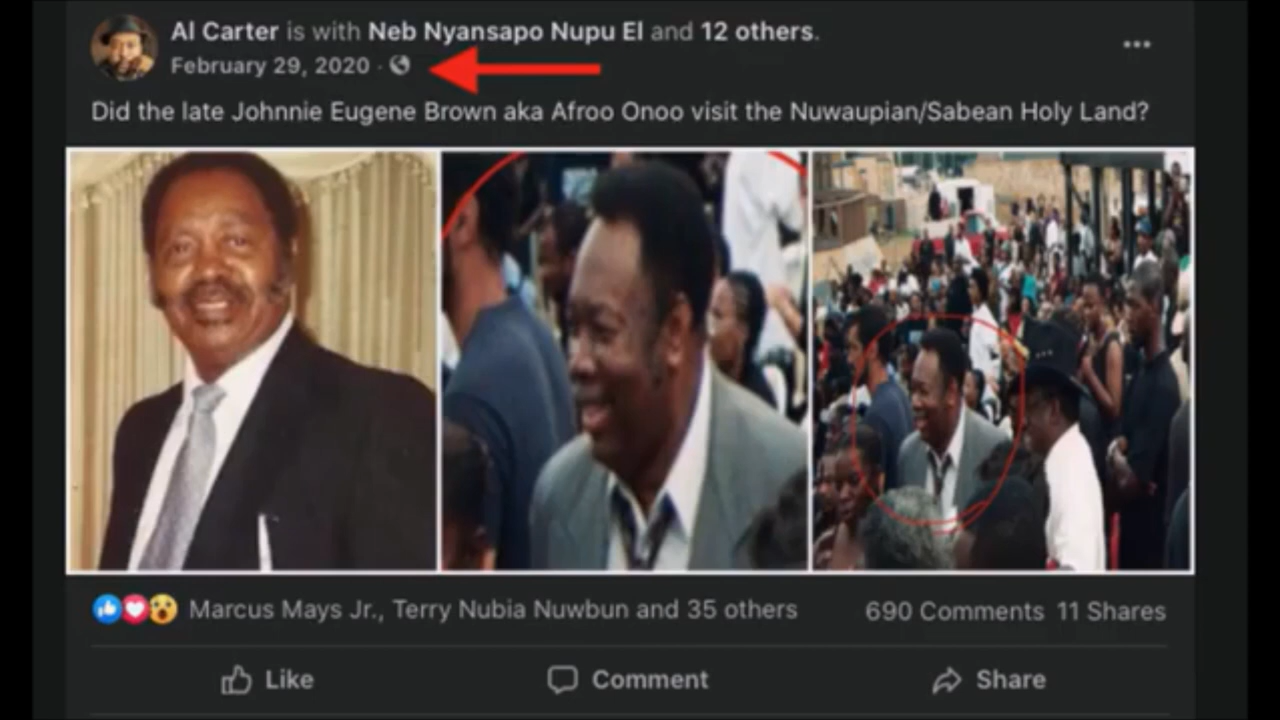 Al Carter is with Neb Nyansapo Nupu El and 12 others.
February 29, 2020 ·
Did the late Johnnie Eugene Brown aka Afroo Onoo visit the Nuwaupian/Sabean Holy Land?
Marcus Mays Jr., Terry Nubia Nuwbun and 35 others 690 Comments 11 Shares
Like Comment Share